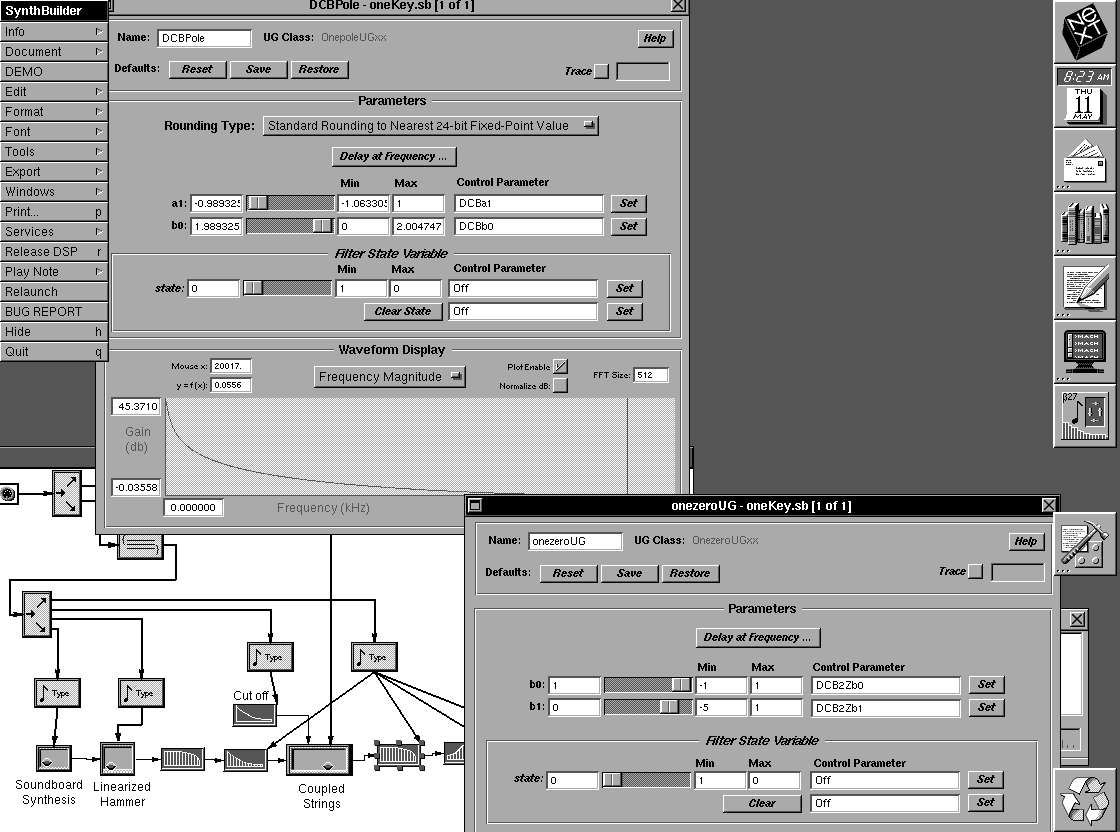 SynthBuilder
Info
Document
DEMO
Edit
Format
Font
Tools
Export
Windows
Print... p
Services
Release DSP r
Play Note
Relaunch
BUG REPORT
Hide h
Quit q
DCBPole - oneKey.sb [1 of 1]
Name: DCBPole UG Class: OnepoleUGxx Help
Defaults: Reset Save Restore Trace
Parameters
Rounding Type: Standard Rounding to Nearest 24-bit Fixed-Point Value
Delay at Frequency ...
Min Max Control Parameter
a1: -0.98932 -1.06330 1 DCBa1 Set
b0: 1.989325 0 2.004747 DCBb0 Set
Filter State Variable
Min Max Control Parameter
state: 0 1 0 Off Set
Clear State Off Set
Waveform Display
Mouse x: 20017.
y = f(x): 0.0556
Frequency Magnitude
Plot Enable
Normalize dB:
FFT Size: 512
45.3710
Gain
(db)
-0.03558
0.000000 Frequency (kHz)
onezeroUG - oneKey.sb [1 of 1]
Name: onezeroUG UG Class: OnezeroUGxx Help
Defaults: Reset Save Restore Trace
Parameters
Delay at Frequency ...
Min Max Control Parameter
b0: 1 -1 1 DCB2Zb0 Set
b1: 0 -5 1 DCB2Zb1 Set
Filter State Variable
Min Max Control Parameter
state: 0 1 0 Off Set
Clear Off Set
Type
Type
Type
Type
Cut off
Soundboard
Synthesis
Linearized
Hammer
Coupled
Strings
NeXT
8:23 AM
THU
11
MAY
MACH
MACH
β27